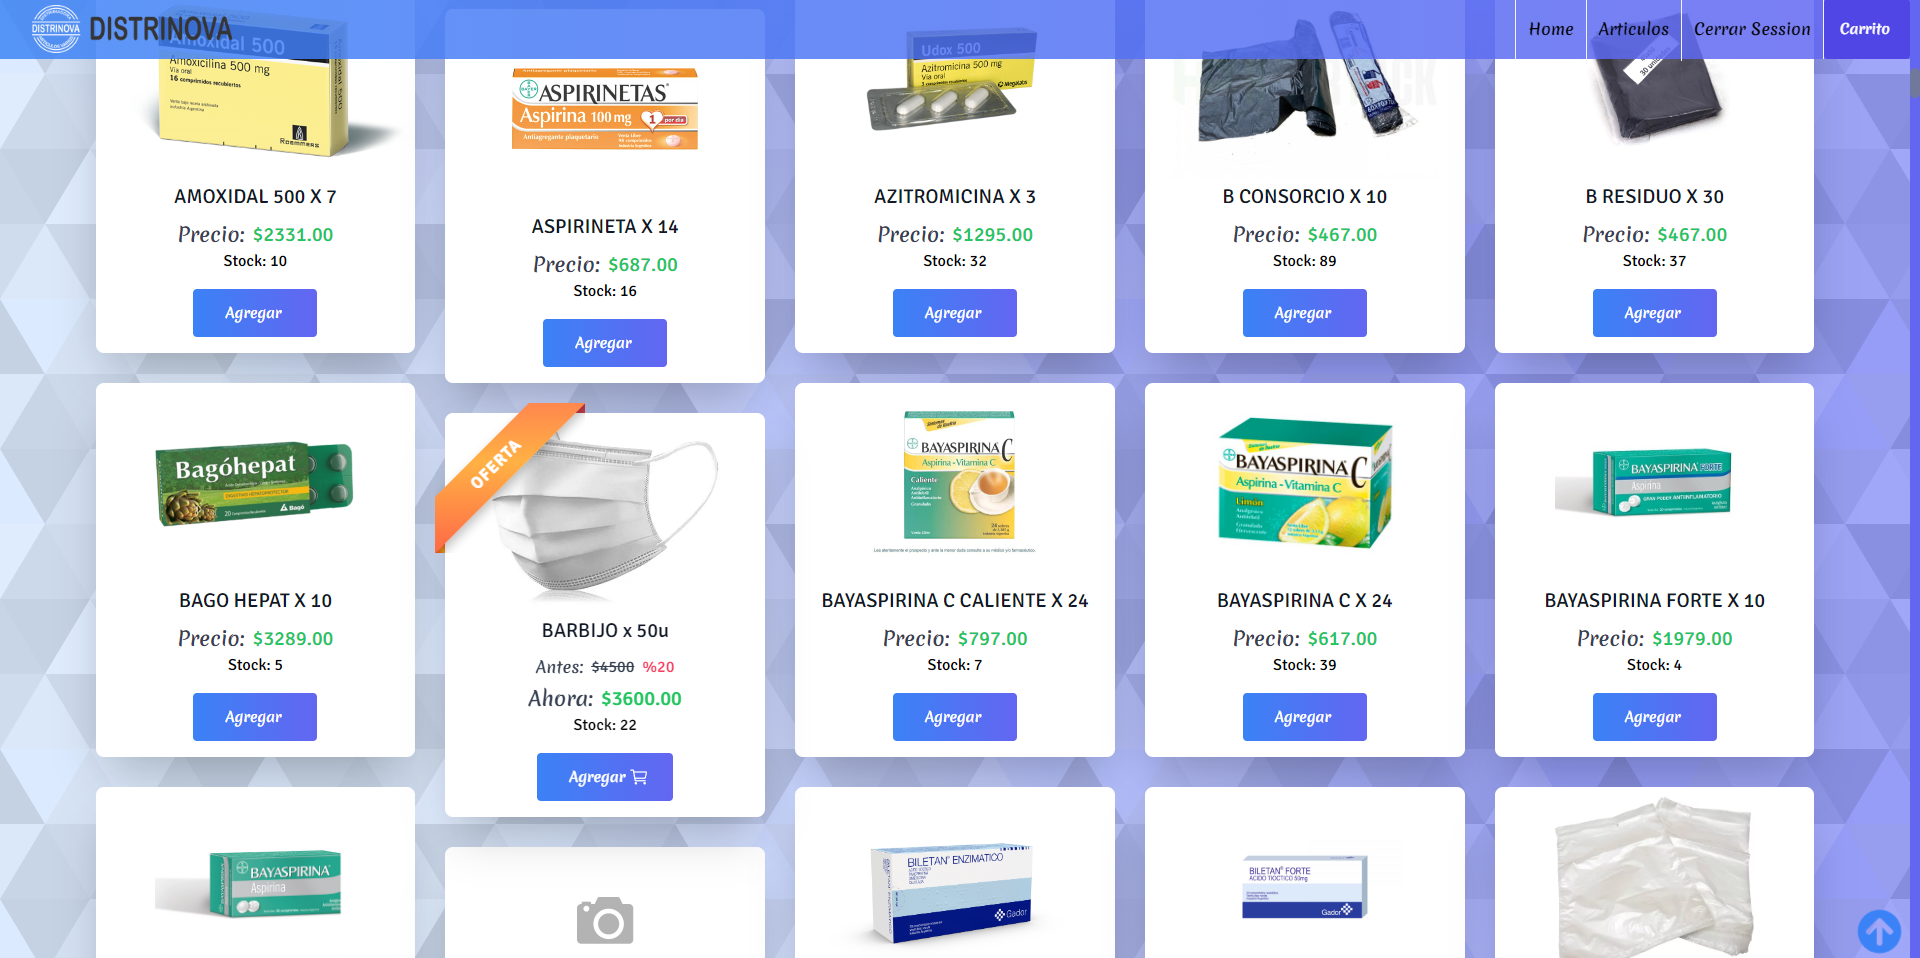 DISTRINOVA
DISTRINOVA
Home
Articulos
Cerrar Session
Carrito
Amoxidal 500
Amoxicilina 500 mg
Vía oral
16 comprimidos recubiertos
ROEMMERS
AMOXIDAL 500 X 7
Precio: $2331.00
Stock: 10
Agregar
ASPIRINETAS
Aspirina 100 mg
1 por día
Antiagregante plaquetario
ASPIRINETA X 14
Precio: $687.00
Stock: 16
Agregar
Udox 500
Azitromicina 500 mg
Vía oral
MegaLabs
AZITROMICINA X 3
Precio: $1295.00
Stock: 32
Agregar
B CONSORCIO X 10
Precio: $467.00
Stock: 89
Agregar
B RESIDUO X 30
Precio: $467.00
Stock: 37
Agregar
Bagóhepat
Bagó
BAGO HEPAT X 10
Precio: $3289.00
Stock: 5
Agregar
OFERTA
BARBIJO x 50u
Antes: $4500 %20
Ahora: $3600.00
Stock: 22
Agregar
BAYASPIRINA C
Aspirina - Vitamina C
Caliente
BAYASPIRINA C CALIENTE X 24
Precio: $797.00
Stock: 7
Agregar
BAYASPIRINA C
Aspirina - Vitamina C
Limón
BAYASPIRINA C X 24
Precio: $617.00
Stock: 39
Agregar
BAYASPIRINA FORTE
Aspirina
GRAN PODER ANTIINFLAMATORIO
BAYASPIRINA FORTE X 10
Precio: $1979.00
Stock: 4
Agregar
BAYASPIRINA
Aspirina
BILETAN ENZIMATICO
Gador
BILETAN FORTE
ACIDO TIOCTICO 50mg
Gador